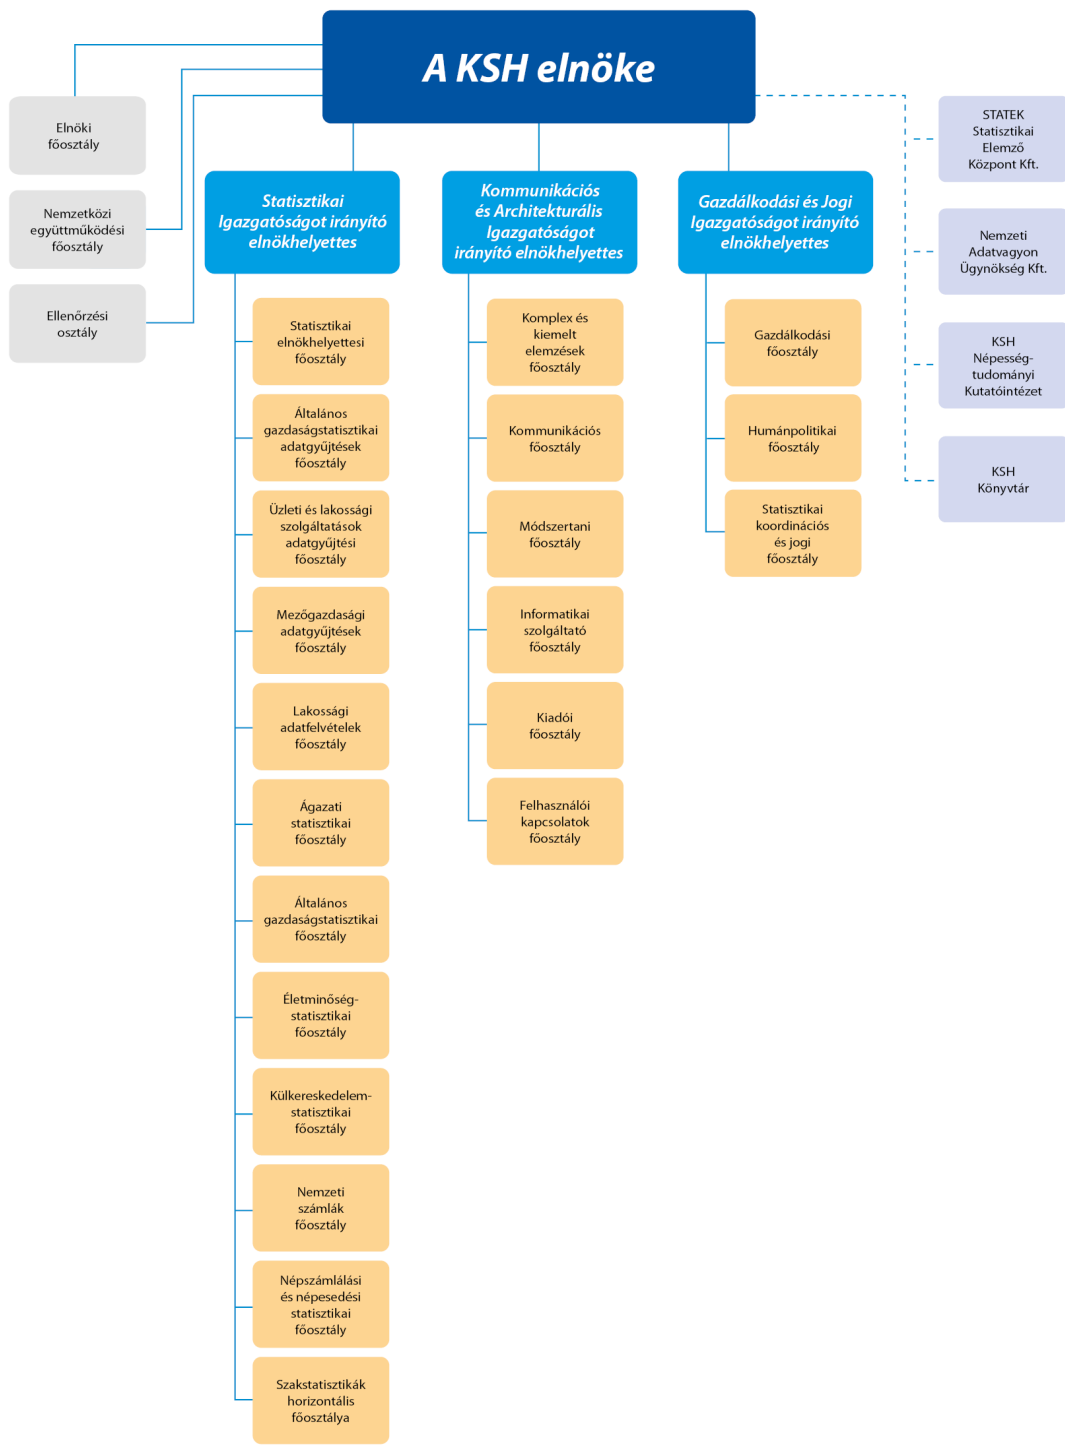 A KSH elnöke
Elnöki
főosztály
Nemzetközi
együttműködési
főosztály
Ellenőrzési
osztály
Statisztikai
Igazgatóságot irányító
elnökhelyettes
Statisztikai
elnökhelyettesi
főosztály
Általános
gazdaságstatisztikai
adatgyűjtések
főosztály
Üzleti és lakossági
szolgáltatások
adatgyűjtési
főosztály
Mezőgazdasági
adatgyűjtések
főosztály
Lakossági
adatfelvételek
főosztály
Ágazati
statisztikai
főosztály
Általános
gazdaságstatisztikai
főosztály
Életminőség-
statisztikai
főosztály
Külkereskedelem-
statisztikai
főosztály
Nemzeti
számlák
főosztály
Népszámlálási
és népesedési
statisztikai
főosztály
Szakstatisztikák
horizontális
főosztálya
Kommunikációs
és Architekturális
Igazgatóságot
irányító elnökhelyettes
Komplex és
kiemelt
elemzések
főosztály
Kommunikációs
főosztály
Módszertani
főosztály
Informatikai
szolgáltató
főosztály
Kiadói
főosztály
Felhasználói
kapcsolatok
főosztály
Gazdálkodási és Jogi
Igazgatóságot irányító
elnökhelyettes
Gazdálkodási
főosztály
Humánpolitikai
főosztály
Statisztikai
koordinációs
és jogi
főosztály
STATEK
Statisztikai
Elemző
Központ Kft.
Nemzeti
Adatvagyon
Ügynökség Kft.
KSH
Népesség-
tudományi
Kutatóintézet
KSH
Könyvtár